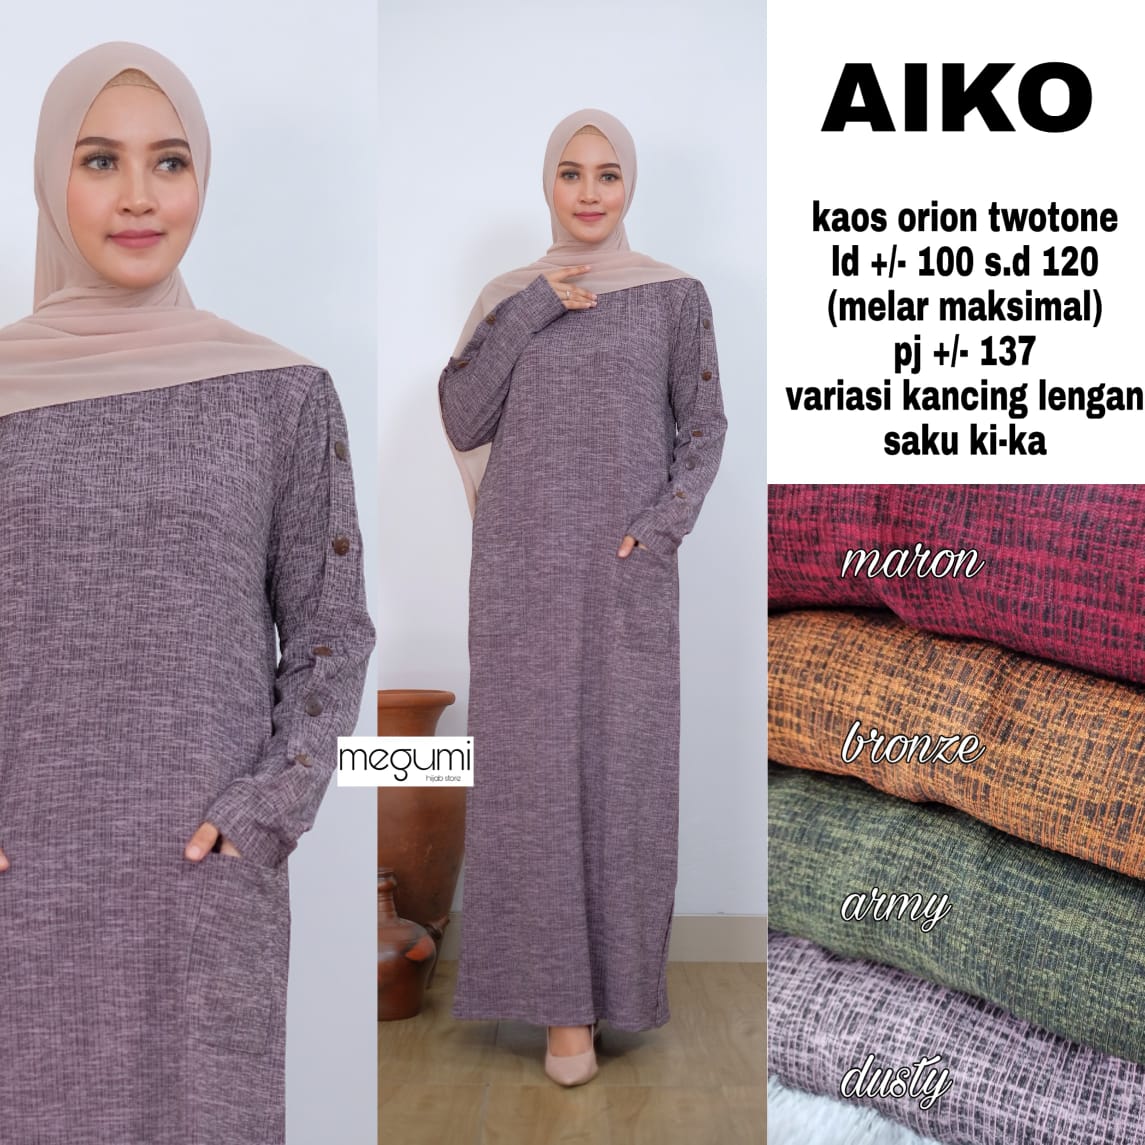 AIKO
kaos orion twotone
ld +/- 100 s.d 120
(melar maksimal)
pj +/- 137
variasi kancing lengan
saku ki-ka
maron
bronze
army
dusty
megumi
hijab store